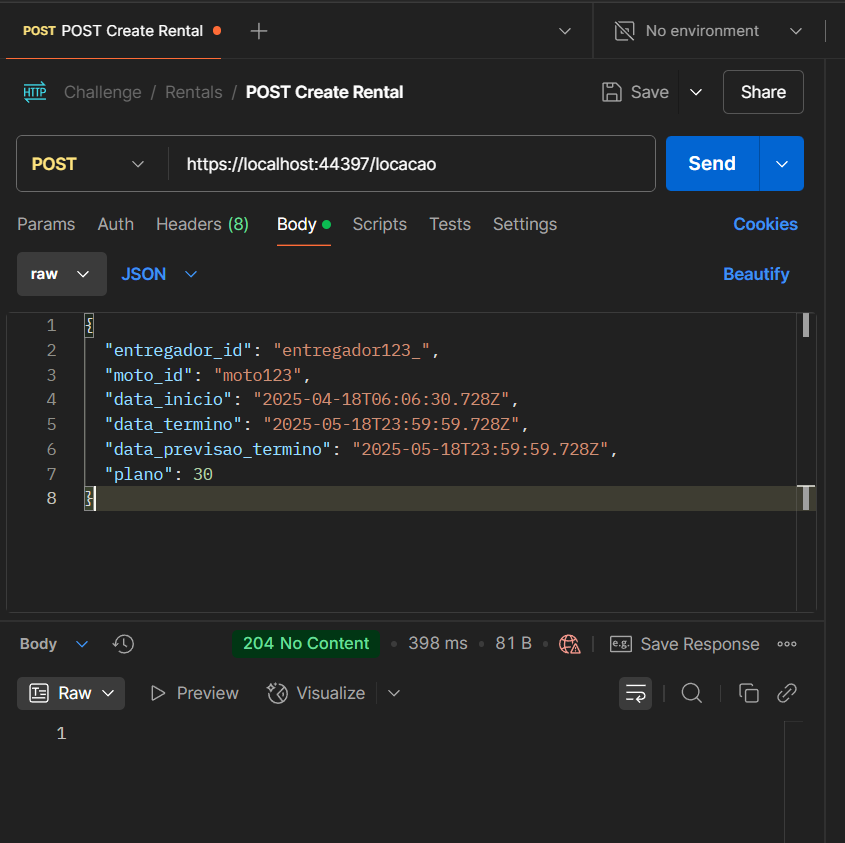 POST POST Create Rental
No environment
HTTP Challenge / Rentals / POST Create Rental Save Share
POST https://localhost:44397/locacao Send
Params Auth Headers (8) Body Scripts Tests Settings Cookies
raw JSON Beautify
1 {
2 "entregador_id": "entregador123_",
3 "moto_id": "moto123",
4 "data_inicio": "2025-04-18T06:06:30.728Z",
5 "data_termino": "2025-05-18T23:59:59.728Z",
6 "data_previsao_termino": "2025-05-18T23:59:59.728Z",
7 "plano": 30
8 }
Body 204 No Content 398 ms 81 B e.g. Save Response
Raw Preview Visualize
1